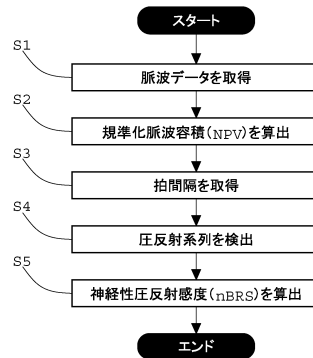 スタート
S1
脈波データを取得
S2
規準化脈波容積(NPV)を算出
S3
拍間隔を取得
S4
圧反射系列を検出
S5
神経性圧反射感度(nBRS)を算出
エンド